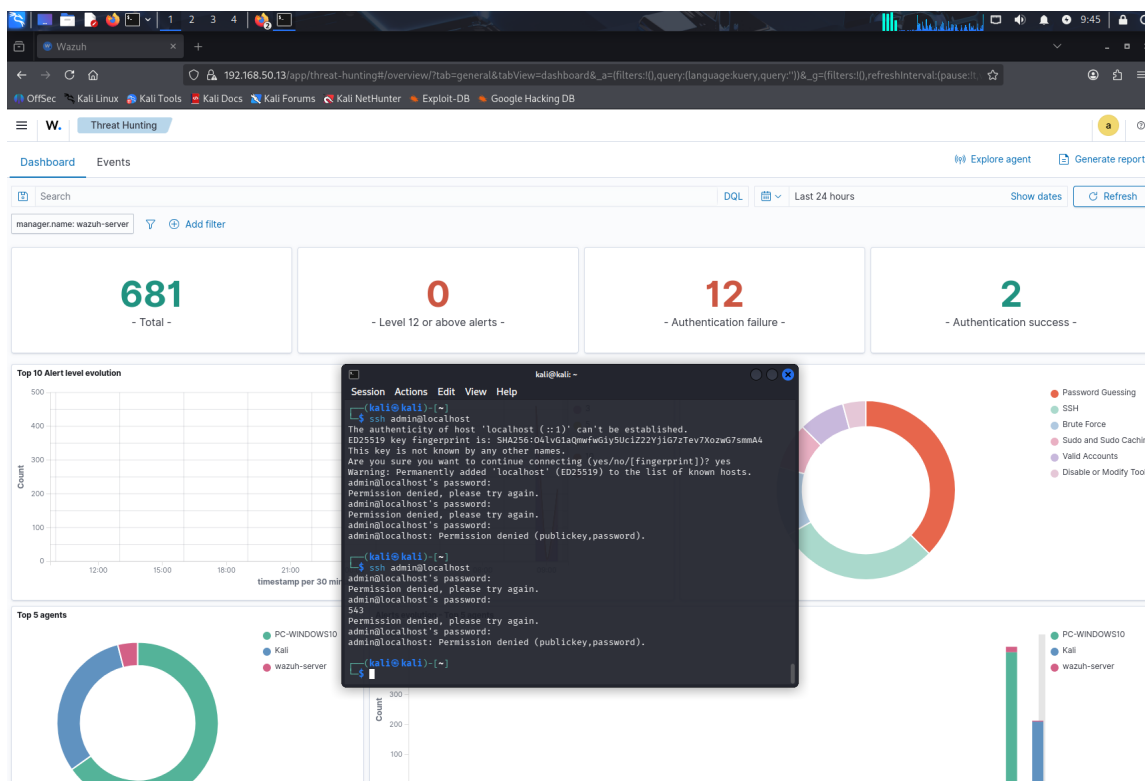 1 2 3 4
9:45
Wazuh
192.168.50.13/app/threat-hunting#/overview/?tab=general&tabView=dashboard&_a=(filters:!(),query:(language:kuery,query:''))&_g=(filters:!(),refreshInterval:(pause:!t,
OffSec Kali Linux Kali Tools Kali Docs Kali Forums Kali NetHunter Exploit-DB Google Hacking DB
W. Threat Hunting
a
Dashboard Events
Explore agent Generate report
Search DQL Last 24 hours Show dates Refresh
manager.name: wazuh-server Add filter
681 0 12 2
- Total - - Level 12 or above alerts - - Authentication failure - - Authentication success -
Top 10 Alert level evolution
500
400
300
200
100
0
Count
12:00 15:00 18:00 21:00
timestamp per 30 min
kali@kali: ~
Session Actions Edit View Help
(kali㉿kali)-[~]
$ ssh admin@localhost
The authenticity of host 'localhost (::1)' can't be established.
ED25519 key fingerprint is: SHA256:O4lvG1aQmwfwGiy5UciZ22YjiG7zTev7XozwG7smmA4
This key is not known by any other names.
Are you sure you want to continue connecting (yes/no/[fingerprint])? yes
Warning: Permanently added 'localhost' (ED25519) to the list of known hosts.
admin@localhost's password:
Permission denied, please try again.
admin@localhost's password:
Permission denied, please try again.
admin@localhost's password:
admin@localhost: Permission denied (publickey,password).
(kali㉿kali)-[~]
$ ssh admin@localhost
admin@localhost's password:
Permission denied, please try again.
admin@localhost's password:
543
Permission denied, please try again.
admin@localhost's password:
admin@localhost: Permission denied (publickey,password).
(kali㉿kali)-[~]
$
Password Guessing
SSH
Brute Force
Sudo and Sudo Cachin
Valid Accounts
Disable or Modify Tool
Top 5 agents
PC-WINDOWS10
Kali
wazuh-server
300
200
100
Count
PC-WINDOWS10
Kali
wazuh-server